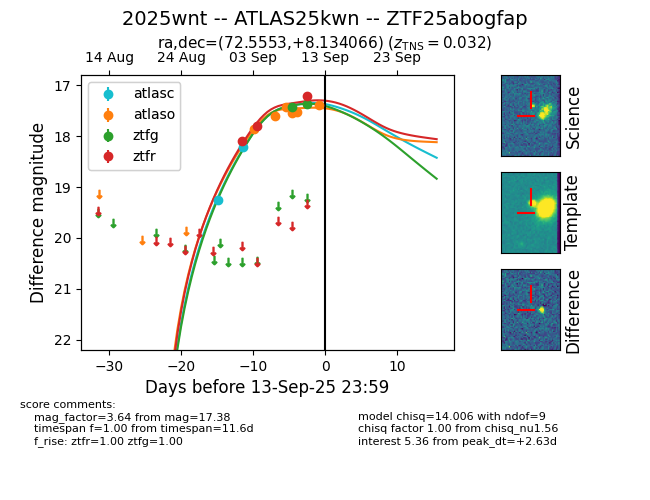 2025wnt -- ATLAS25kwn -- ZTF25abogfap
ra,dec=(72.5553,+8.134066) (z_TNS = 0.032)
14 Aug 24 Aug 03 Sep 13 Sep 23 Sep
atlasc
atlaso
ztfg
ztfr
17
18
19
20
21
22
Difference magnitude
−30 −20 −10 0 10
Days before 13-Sep-25 23:59
Science
Template
Difference
score comments:
mag_factor=3.64 from mag=17.38
timespan f=1.00 from timespan=11.6d
f_rise: ztfr=1.00 ztfg=1.00
model chisq=14.006 with ndof=9
chisq factor 1.00 from chisq_nu1.56
interest 5.36 from peak_dt=+2.63d